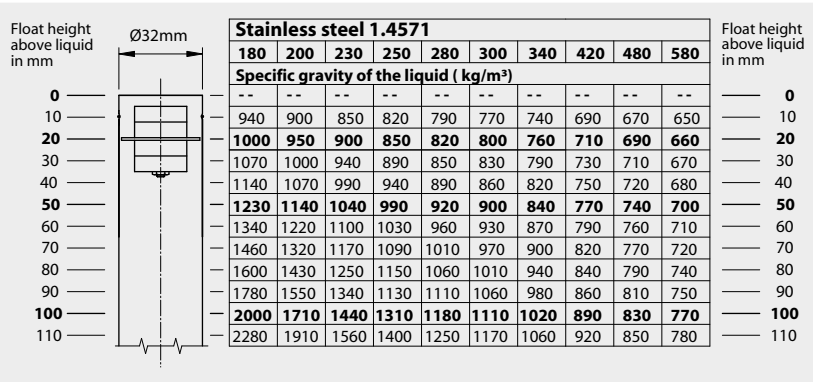 Float height
above liquid
in mm
Ø32mm
Stainless steel 1.4571
Float height
above liquid
in mm
180 200 230 250 280 300 340 420 480 580
Specific gravity of the liquid ( kg/m³)
0 -- -- -- -- -- -- -- -- -- -- 0
10 940 900 850 820 790 770 740 690 670 650 10
20 1000 950 900 850 820 800 760 710 690 660 20
30 1070 1000 940 890 850 830 790 730 710 670 30
40 1140 1070 990 940 890 860 820 750 720 680 40
50 1230 1140 1040 990 920 900 840 770 740 700 50
60 1340 1220 1100 1030 960 930 870 790 760 710 60
70 1460 1320 1170 1090 1010 970 900 820 770 720 70
80 1600 1430 1250 1150 1060 1010 940 840 790 740 80
90 1780 1550 1340 1130 1110 1060 980 860 810 750 90
100 2000 1710 1440 1310 1180 1110 1020 890 830 770 100
110 2280 1910 1560 1400 1250 1170 1060 920 850 780 110